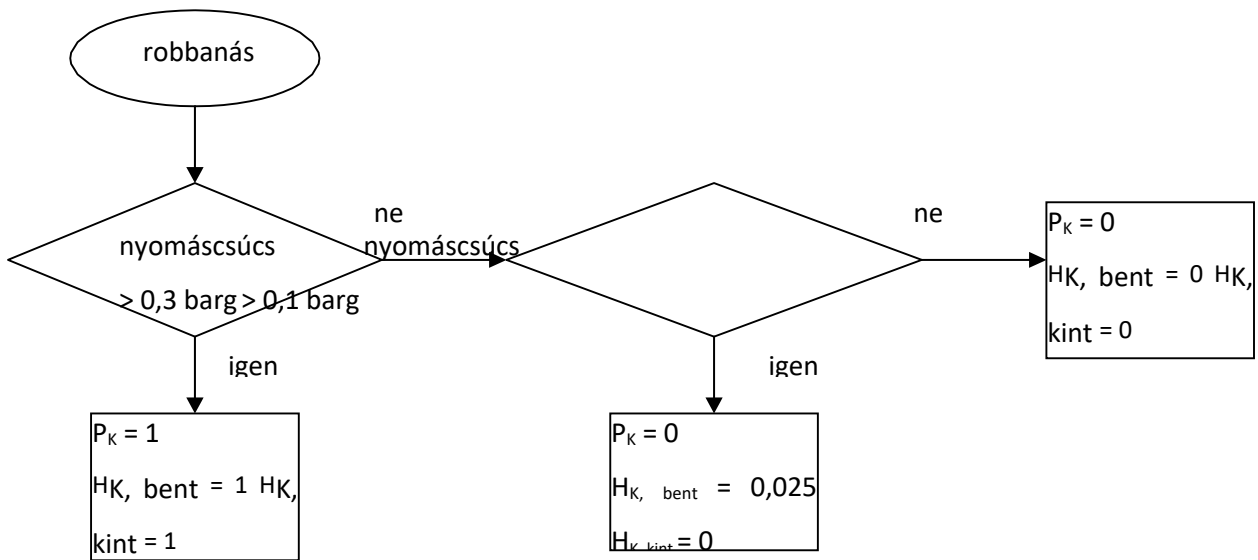 robbanás
ne
nyomáscsúcs
nyomáscsúcs
> 0,3 barg > 0,1 barg
igen
ne
igen
P_K = 0
H_K, bent = 0 H_K,
kint = 0
P_K = 1
H_K, bent = 1 H_K,
kint = 1
P_K = 0
H_K, bent = 0,025
H_K, kint = 0